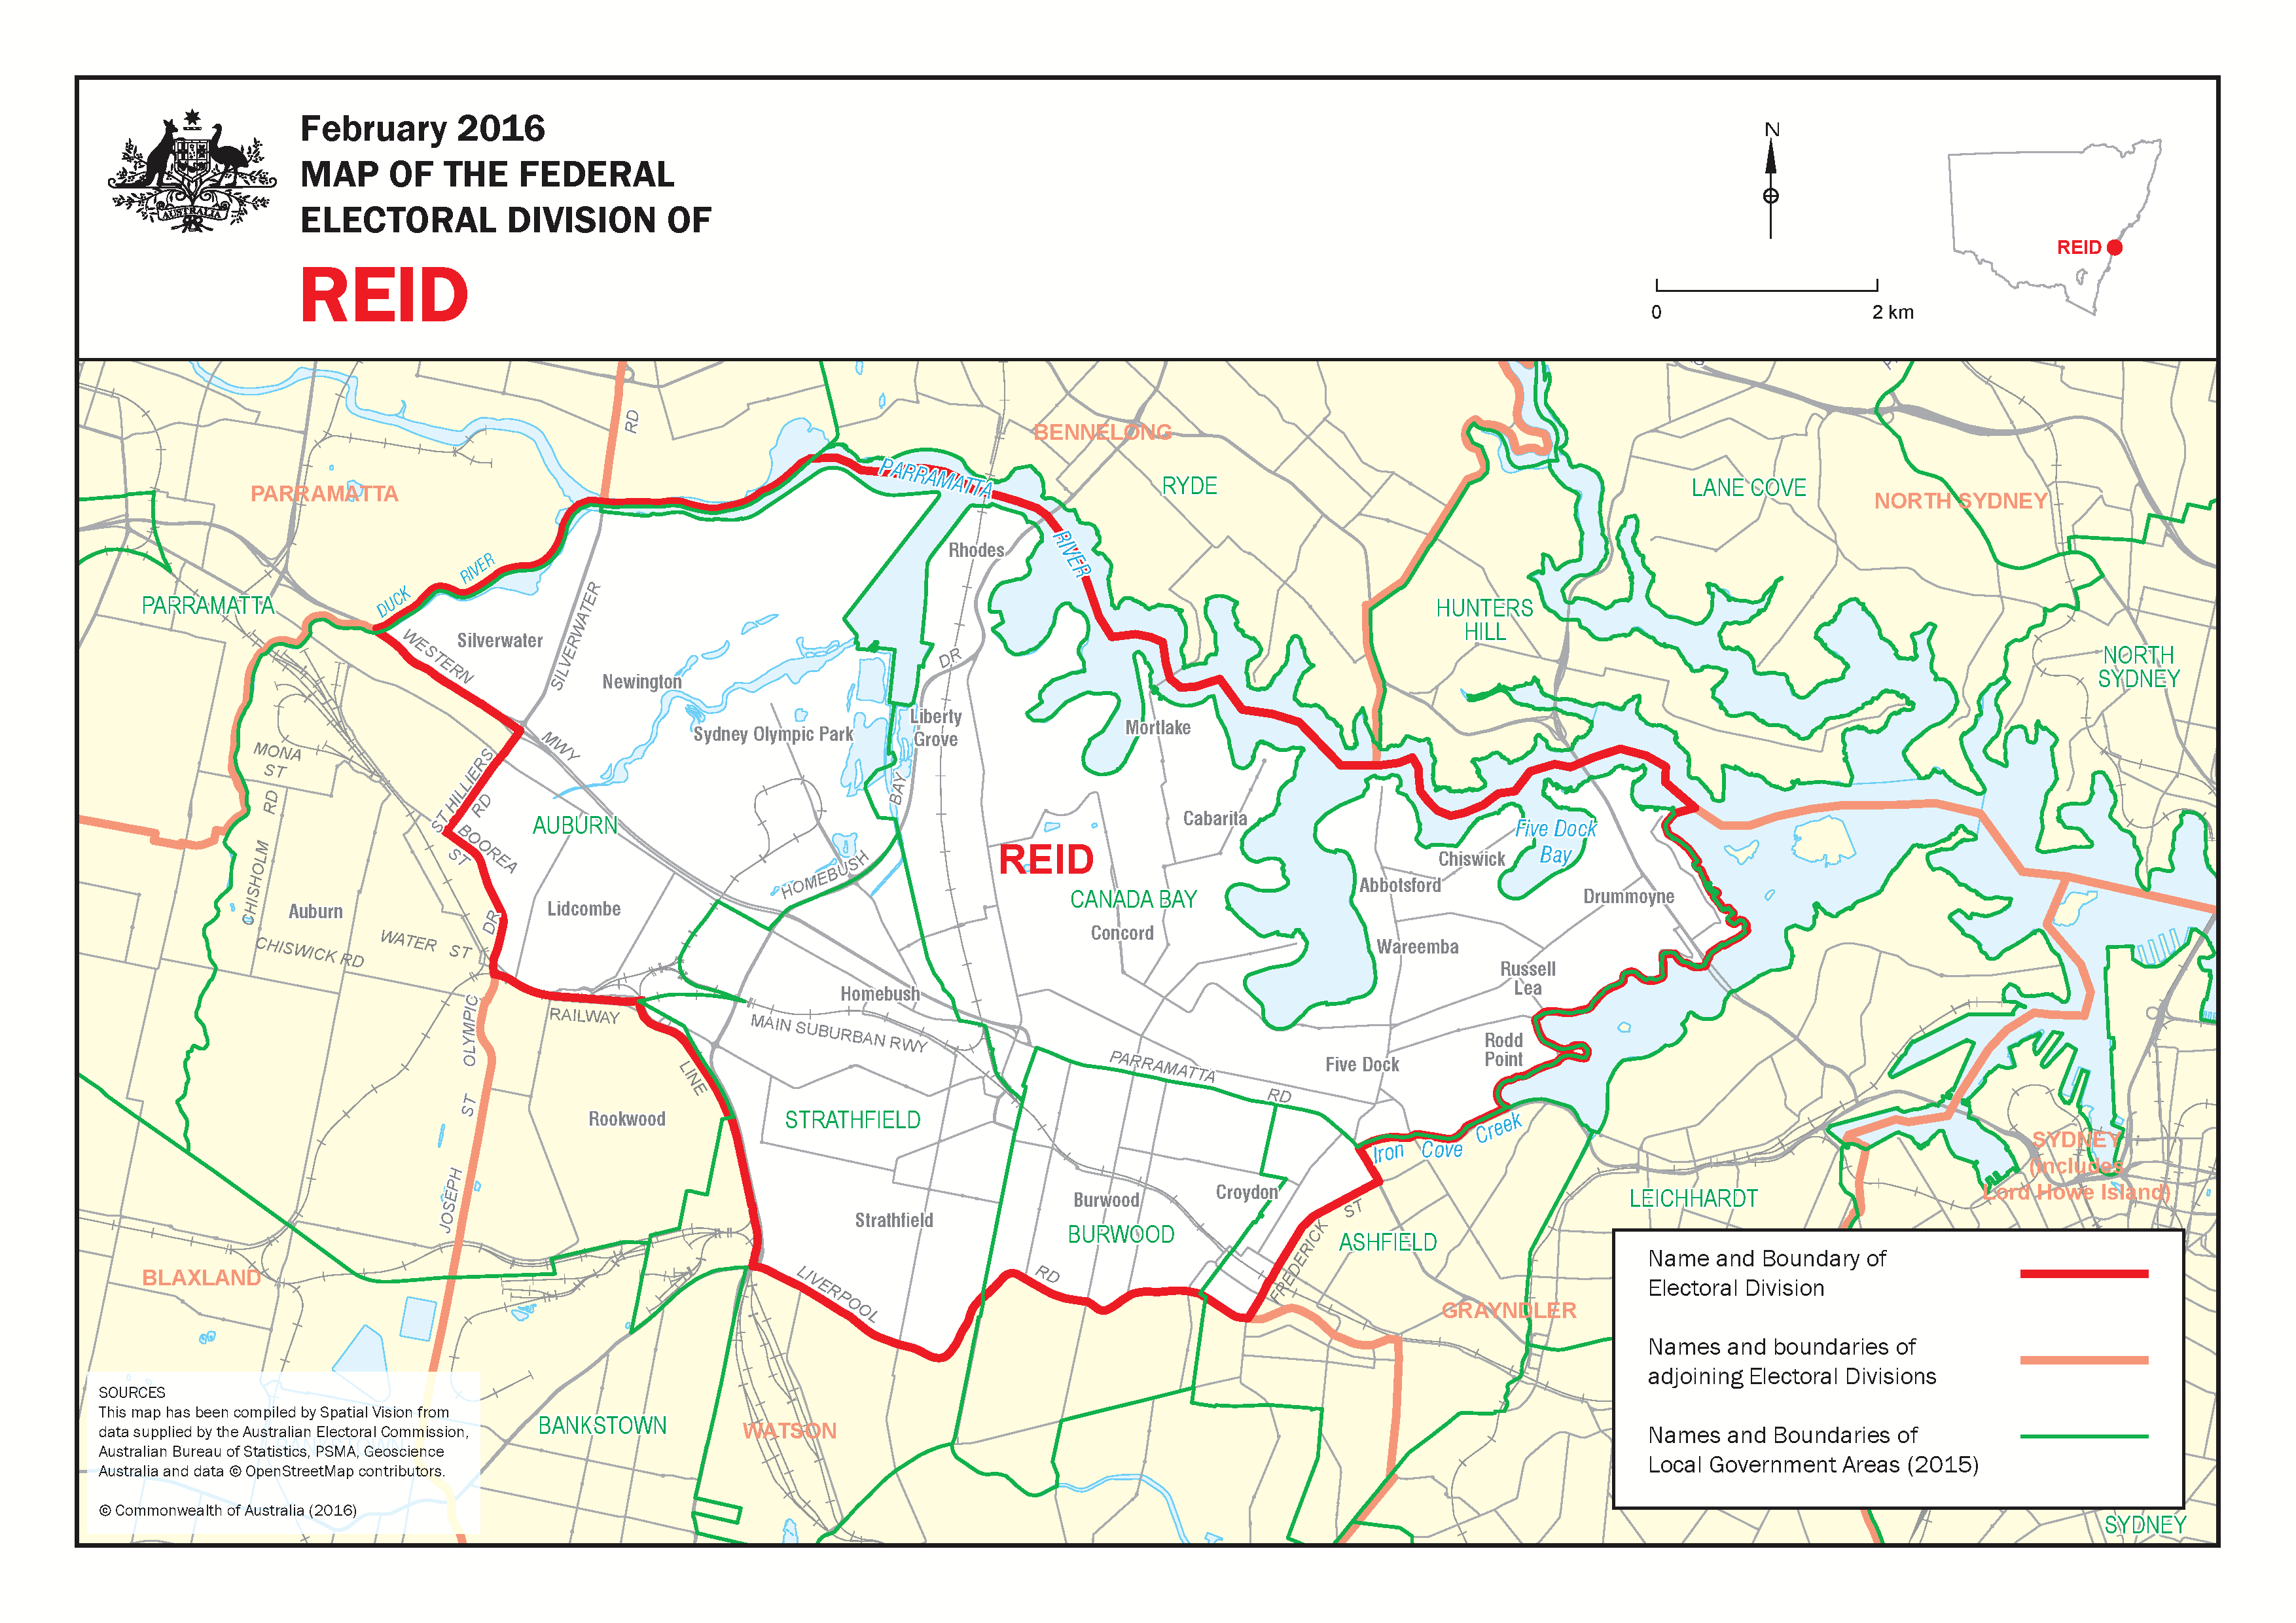 February 2016
MAP OF THE FEDERAL
ELECTORAL DIVISION OF
REID
AUSTRALIA
N
0
2 km
REID
RD
BENNELONG
PARRAMATTA
PARRAMATTA
RIVER
RYDE
LANE COVE
NORTH SYDNEY
DUCK
RIVER
Rhodes
PARRAMATTA
HUNTERS
HILL
WESTERN
MWY
Silverwater
SILVERWATER
Newington
DR
NORTH
SYDNEY
Liberty
Grove
Sydney Olympic Park
Mortlake
MONA
ST
RD
CHISHOLM
ST HILLIERS
RD
BOOREA
ST
AUBURN
BAY
HOMEBUSH
Cabarita
REID
Five Dock
Bay
Chiswick
Abbotsford
Drummoyne
CANADA BAY
Auburn
Lidcombe
DR
Concord
WATER ST
CHISWICK RD
Wareemba
Russell
Lea
Homebush
OLYMPIC
RAILWAY
LINE
MAIN SUBURBAN RWY
Rodd
Point
PARRAMATTA
RD
Five Dock
ST
JOSEPH
Rookwood
STRATHFIELD
Iron Cove Creek
SYDNEY
(includes
Lord Howe Island)
Burwood
Croydon
LEICHHARDT
Strathfield
BURWOOD
FREDERICK
ST
ASHFIELD
BLAXLAND
LIVERPOOL
RD
GRAYNDLER
BANKSTOWN
WATSON
Name and Boundary of
Electoral Division
Names and boundaries of
adjoining Electoral Divisions
Names and Boundaries of
Local Government Areas (2015)
SYDNEY
SOURCES
This map has been compiled by Spatial Vision from
data supplied by the Australian Electoral Commission,
Australian Bureau of Statistics, PSMA, Geoscience
Australia and data © OpenStreetMap contributors.
© Commonwealth of Australia (2016)